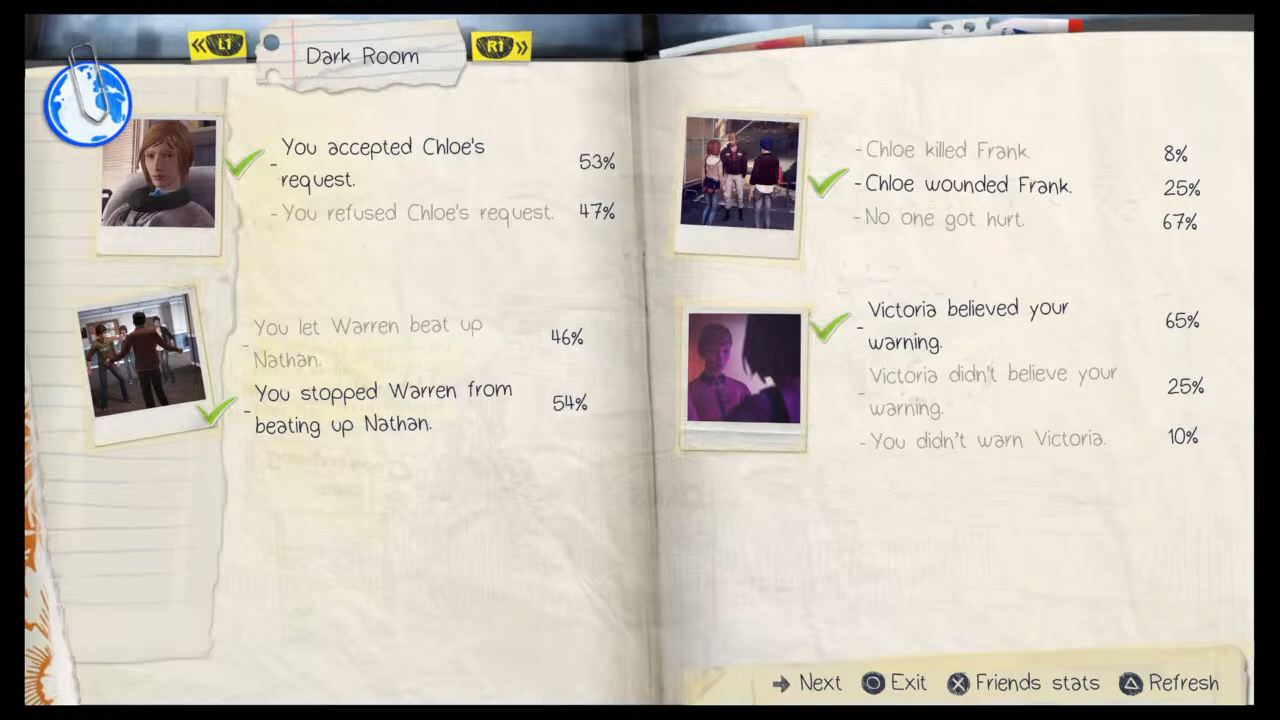 L1
Dark Room
R1
You accepted Chloe's
- request. 53%
- You refused Chloe's request. 47%
You let Warren beat up
- Nathan. 46%
You stopped Warren from
- beating up Nathan. 54%
- Chloe killed Frank. 8%
- Chloe wounded Frank. 25%
- No one got hurt. 67%
Victoria believed your
- warning. 65%
Victoria didn't believe your
- warning. 25%
- You didn't warn Victoria. 10%
Next Exit Friends stats Refresh